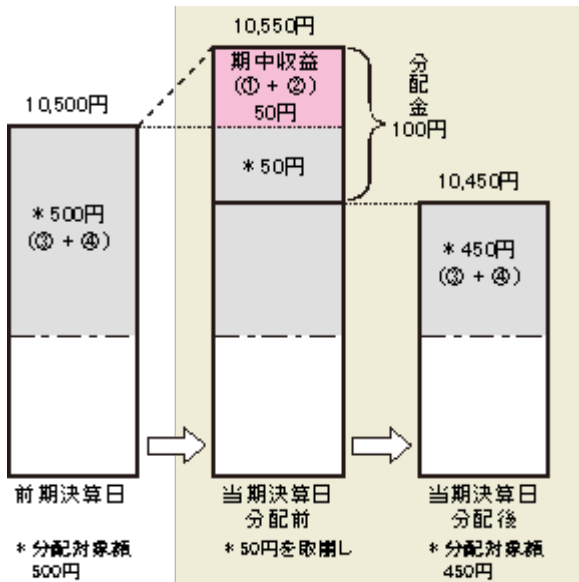 10,550円
期中収益
(① + ②)
50円
分配金
100円
10,500円
＊50円
10,450円
＊500円
(③ + ④)
＊450円
(③ + ④)
前期決算日
当期決算日
分配前
当期決算日
分配後
＊分配対象額
500円
＊50円を取崩し
＊分配対象額
450円